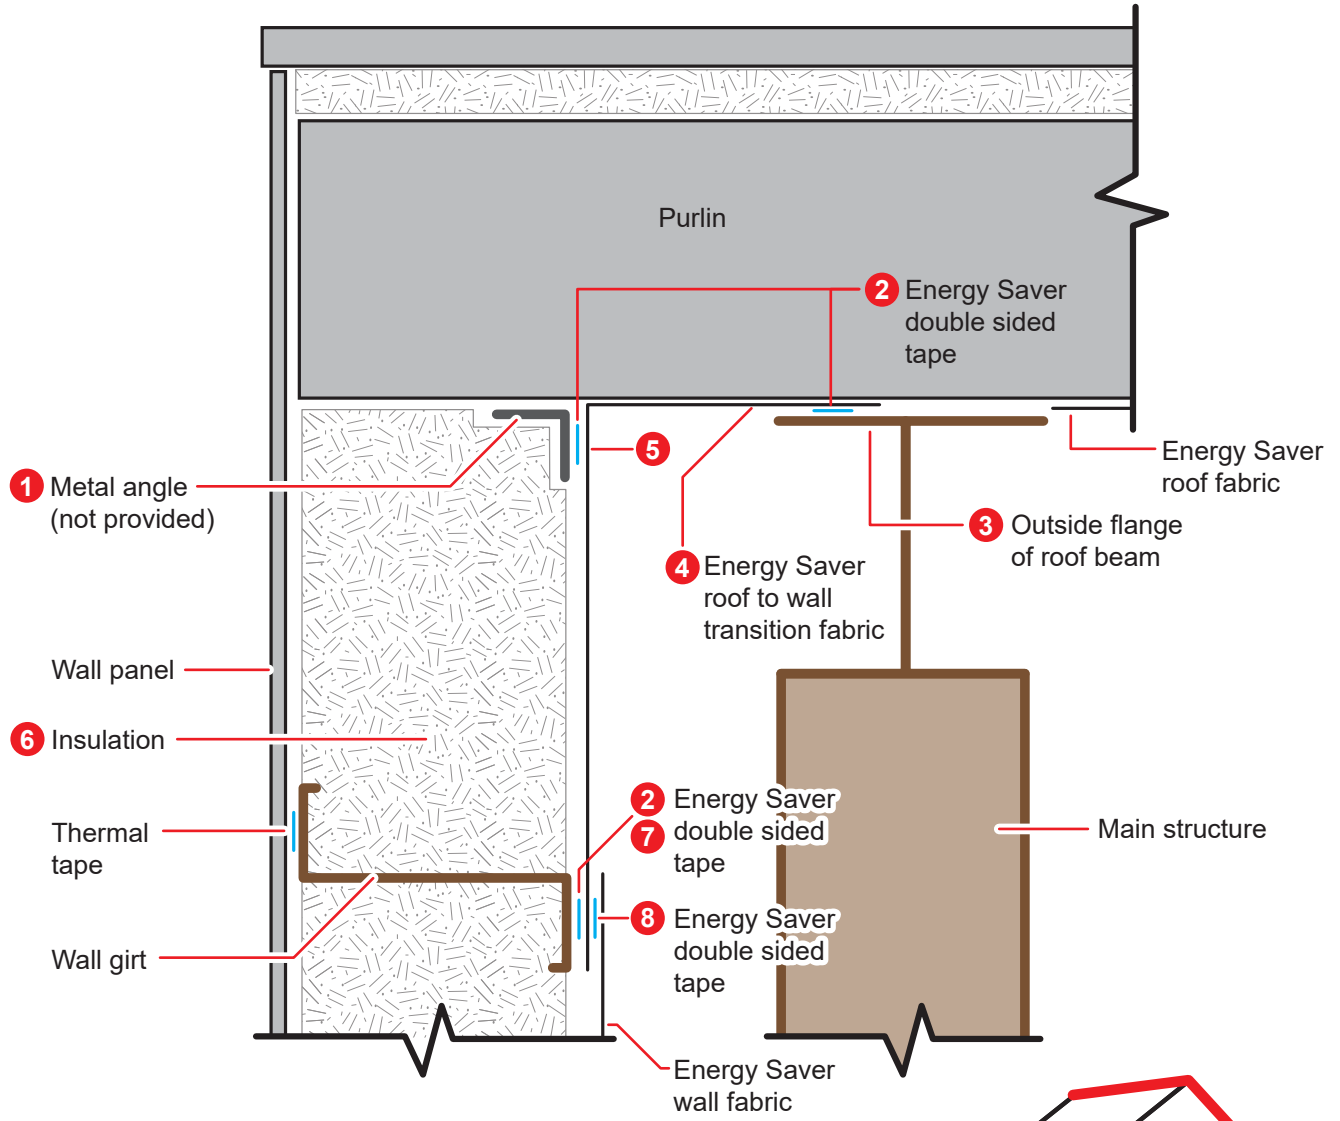 Purlin
2 Energy Saver
double sided
tape
5
Energy Saver
roof fabric
1 Metal angle
(not provided)
3 Outside flange
of roof beam
4 Energy Saver
roof to wall
transition fabric
Wall panel
6 Insulation
2 Energy Saver
7 double sided
tape
Thermal
tape
Main structure
8 Energy Saver
double sided
tape
Wall girt
Energy Saver
wall fabric